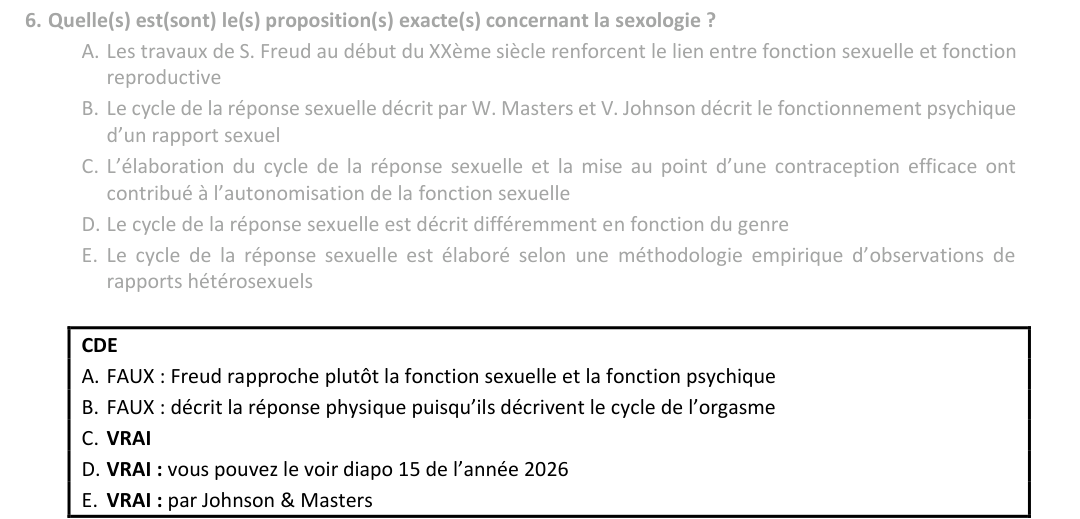 6. Quelle(s) est(sont) le(s) proposition(s) exacte(s) concernant la sexologie ?
A. Les travaux de S. Freud au début du XXème siècle renforcent le lien entre fonction sexuelle et fonction
reproductive
B. Le cycle de la réponse sexuelle décrit par W. Masters et V. Johnson décrit le fonctionnement psychique
d’un rapport sexuel
C. L’élaboration du cycle de la réponse sexuelle et la mise au point d’une contraception efficace ont
contribué à l’autonomisation de la fonction sexuelle
D. Le cycle de la réponse sexuelle est décrit différemment en fonction du genre
E. Le cycle de la réponse sexuelle est élaboré selon une méthodologie empirique d’observations de
rapports hétérosexuels
CDE
A. FAUX : Freud rapproche plutôt la fonction sexuelle et la fonction psychique
B. FAUX : décrit la réponse physique puisqu’ils décrivent le cycle de l’orgasme
C. VRAI
D. VRAI : vous pouvez le voir diapo 15 de l’année 2026
E. VRAI : par Johnson & Masters